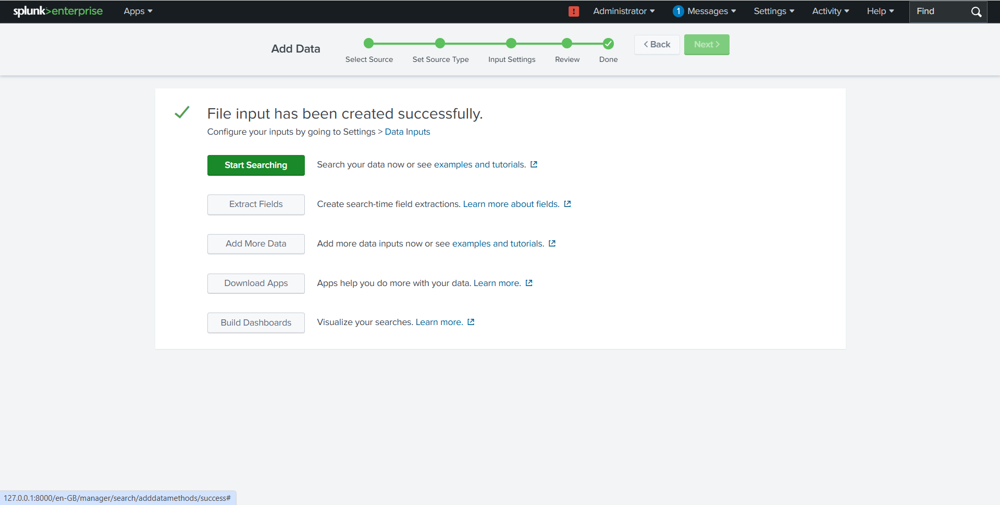 splunk>enterprise Apps Administrator 1 Messages Settings Activity Help Find
Add Data
Select Source Set Source Type Input Settings Review Done
< Back Next >
File input has been created successfully.
Configure your inputs by going to Settings > Data Inputs
Start Searching Search your data now or see examples and tutorials.
Extract Fields Create search-time field extractions. Learn more about fields.
Add More Data Add more data inputs now or see examples and tutorials.
Download Apps Apps help you do more with your data. Learn more.
Build Dashboards Visualize your searches. Learn more.
127.0.0.1:8000/en-GB/manager/search/adddatamethods/success#